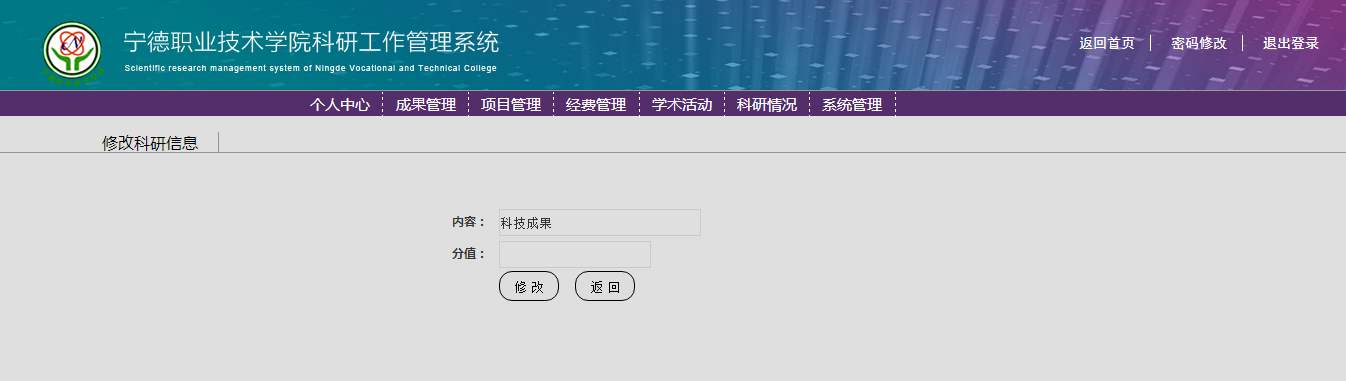 宁德职业技术学院科研工作管理系统
Scientific research management system of Ningde Vocational and Technical College
返回首页 密码修改 退出登录
个人中心 成果管理 项目管理 经费管理 学术活动 科研情况 系统管理
修改科研信息
内容： 科技成果
分值：
修 改 返 回